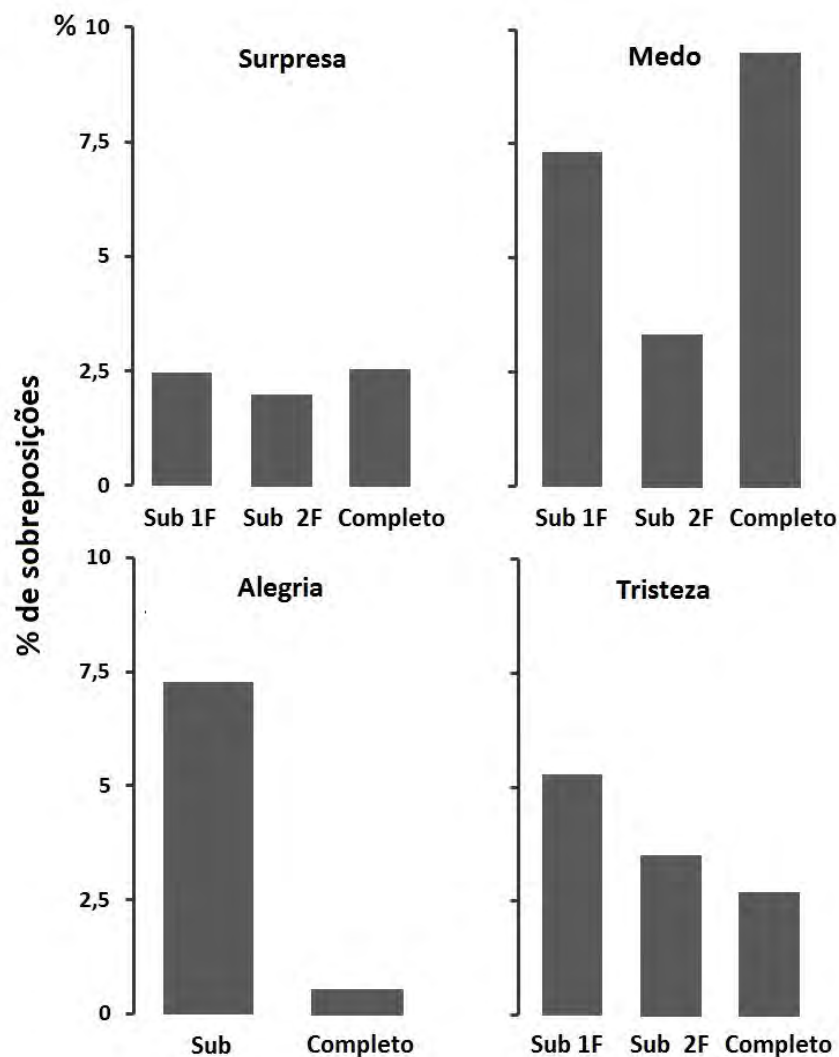 % de sobreposições
% 10
7,5
5
2,5
0
Surpresa
Sub 1F Sub 2F Completo
Medo
Sub 1F Sub 2F Completo
10
7,5
5
2,5
0
Alegria
Sub Completo
Tristeza
Sub 1F Sub 2F Completo